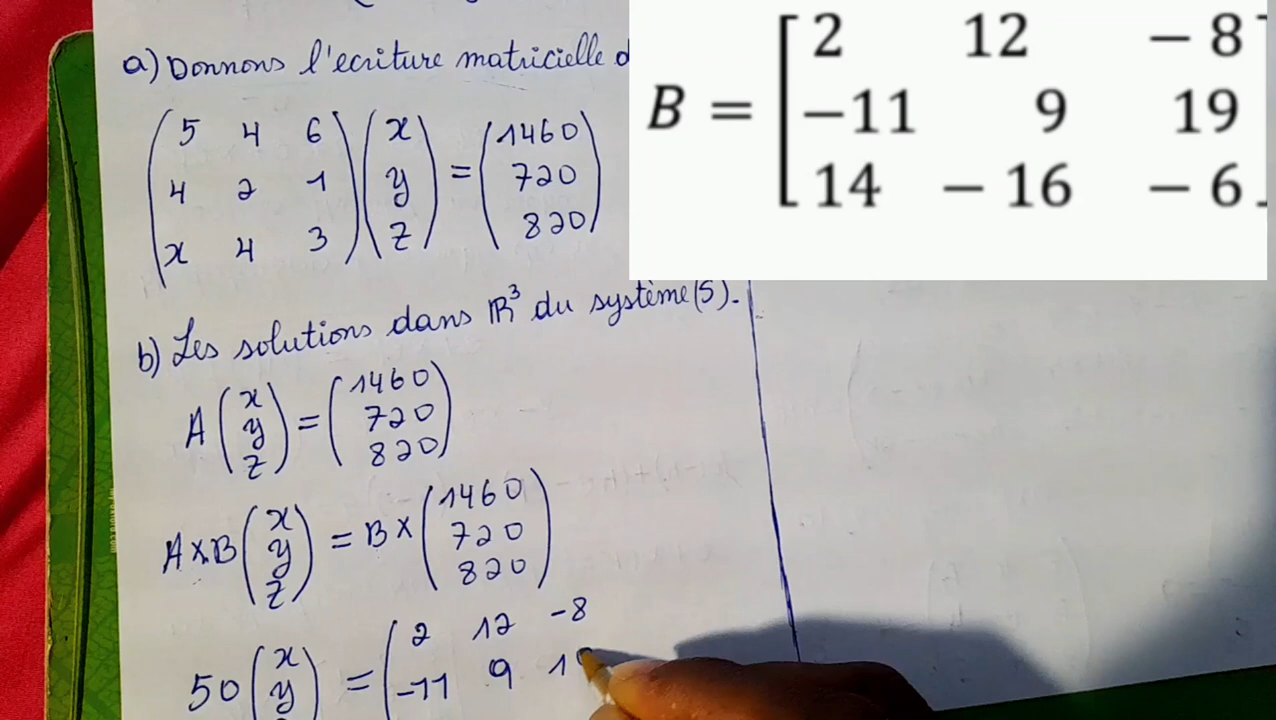 a) Donnons l'ecriture matricielle d
(5 4 6) (x) = (1460)
(4 2 1) (y) (720)
(x 4 3) (z) (820)
B = [2 12 -8]
[-11 9 19]
[14 -16 -6]
b) Les solutions dans ℝ³ du système (5).
A (x) = (1460)
(y) (720)
(z) (820)
A×B (x) = B× (1460)
(y) (720)
(z) (820)
50 (x) = (2 12 -8
(y) (-11 9 1